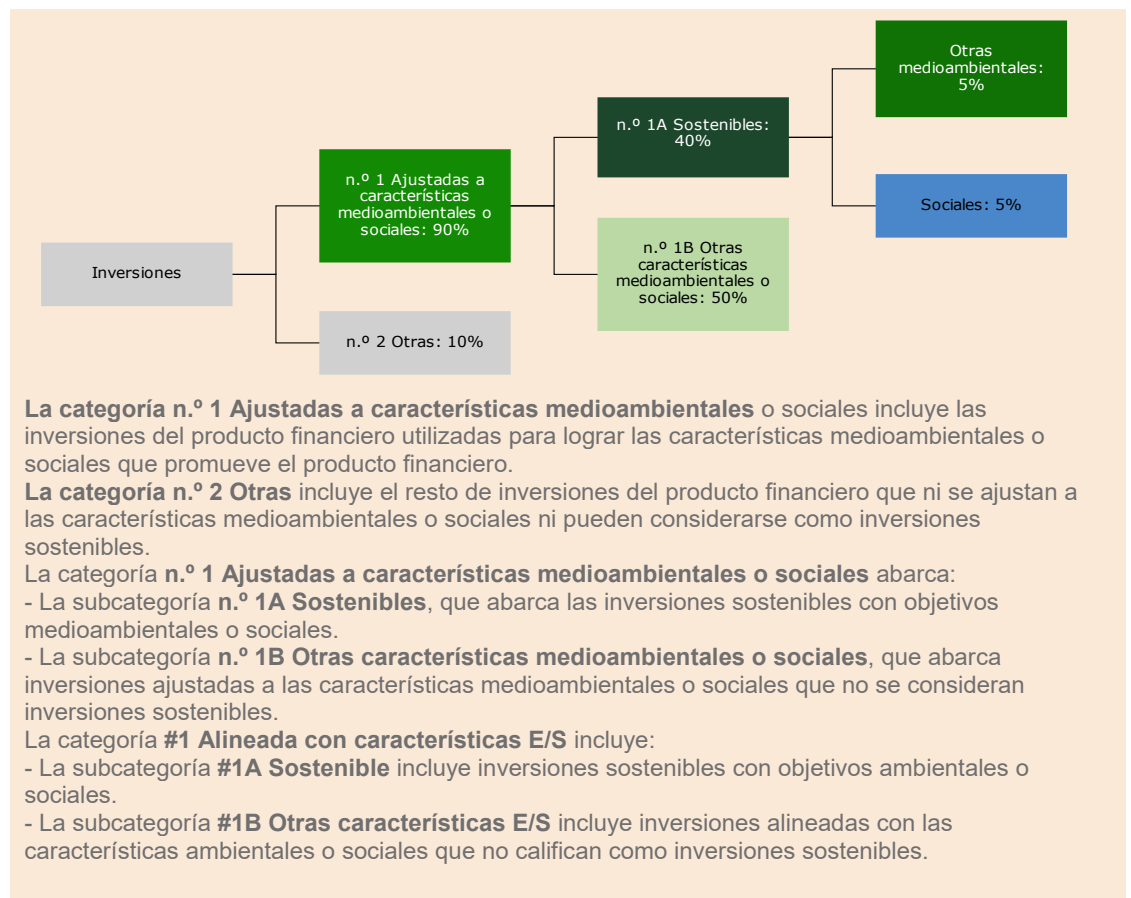 Otras
medioambientales:
5%
n.º 1A Sostenibles:
40%
n.º 1 Ajustadas a
características
medioambientales o
sociales: 90%
Sociales: 5%
Inversiones
n.º 1B Otras
características
medioambientales o
sociales: 50%
n.º 2 Otras: 10%
La categoría n.º 1 Ajustadas a características medioambientales o sociales incluye las
inversiones del producto financiero utilizadas para lograr las características medioambientales o
sociales que promueve el producto financiero.
La categoría n.º 2 Otras incluye el resto de inversiones del producto financiero que ni se ajustan a
las características medioambientales o sociales ni pueden considerarse como inversiones
sostenibles.
La categoría n.º 1 Ajustadas a características medioambientales o sociales abarca:
- La subcategoría n.º 1A Sostenibles, que abarca las inversiones sostenibles con objetivos
medioambientales o sociales.
- La subcategoría n.º 1B Otras características medioambientales o sociales, que abarca
inversiones ajustadas a las características medioambientales o sociales que no se consideran
inversiones sostenibles.
La categoría #1 Alineada con características E/S incluye:
- La subcategoría #1A Sostenible incluye inversiones sostenibles con objetivos ambientales o
sociales.
- La subcategoría #1B Otras características E/S incluye inversiones alineadas con las
características ambientales o sociales que no califican como inversiones sostenibles.